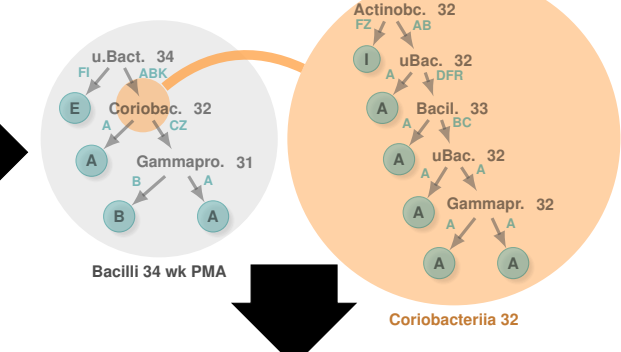 Actinobc. 32
FZ AB
I
uBac. 32
A DFR
A
Bacil. 33
A BC
A
uBac. 32
A A
A
Gammapr. 32
A A
A A
Coriobacteriia 32
u.Bact. 34
FI ABK
E
Coriobac. 32
A CZ
A
Gammapro. 31
B A
B A
Bacilli 34 wk PMA